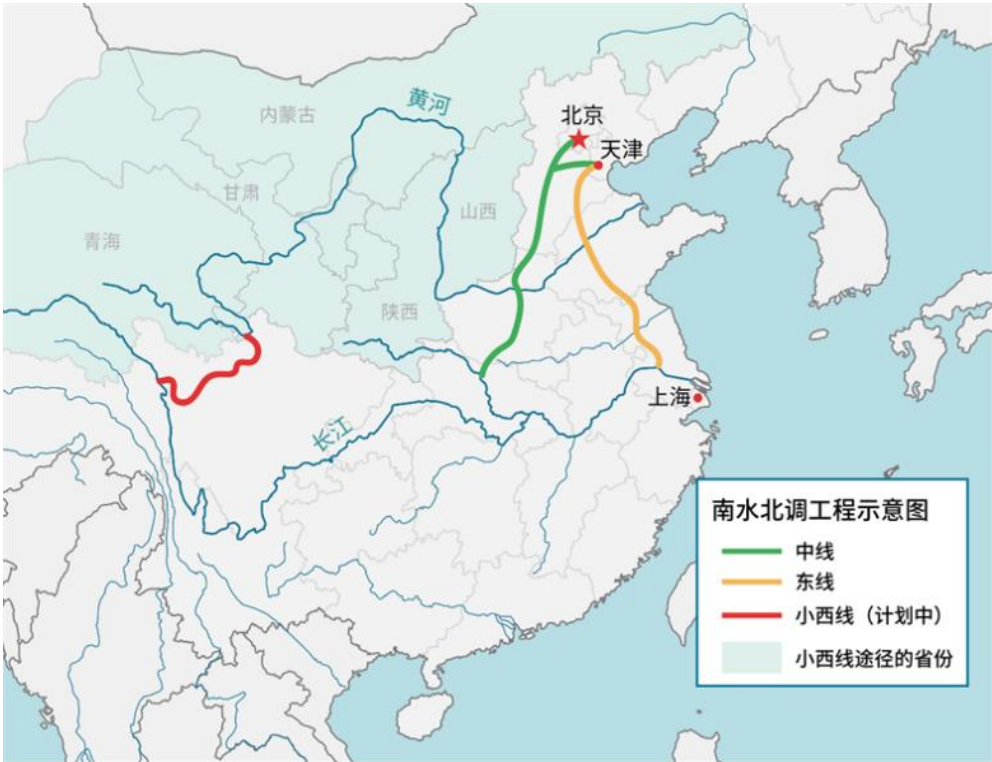 黄河
内蒙古
北京
天津
甘肃
山西
青海
陕西
上海
长江
南水北调工程示意图
中线
东线
小西线（计划中）
小西线途径的省份